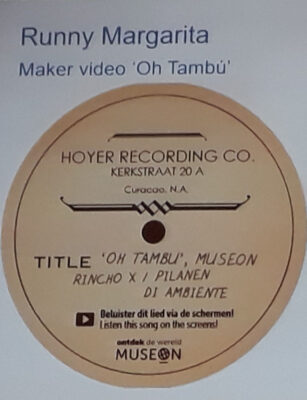 Runny Margarita
Maker video 'Oh Tambú'
HOYER RECORDING CO.
KERKSTRAAT 20 A
Curacao, N.A.
TITLE 'OH TAMBU', MUSEON
RINCHO X / PILANEN
DI AMBIENTE
Beluister dit lied via de schermen!
Listen this song on the screens!
ontdek de wereld
MUSEON